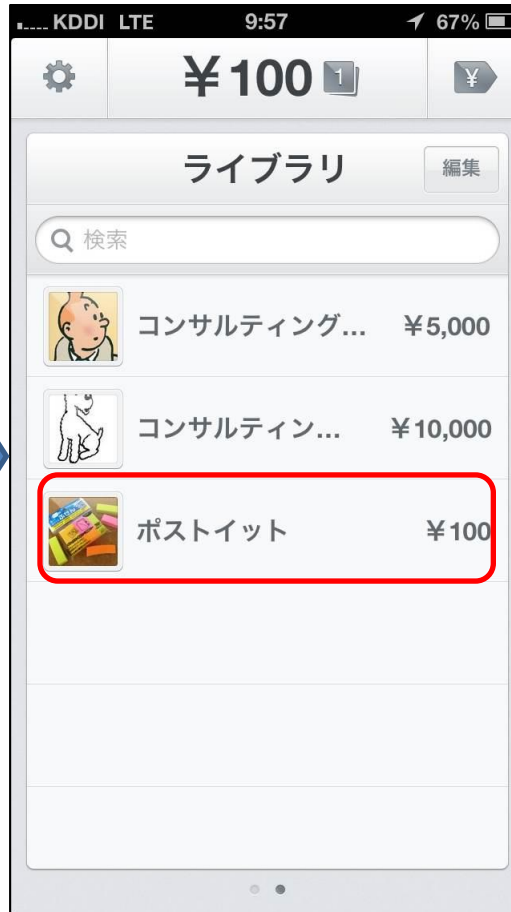 KDDI LTE 9:57 67%
¥100 1 ¥
ライブラリ 編集
検索
コンサルティング... ¥5,000
コンサルティン... ¥10,000
ポストイット ¥100